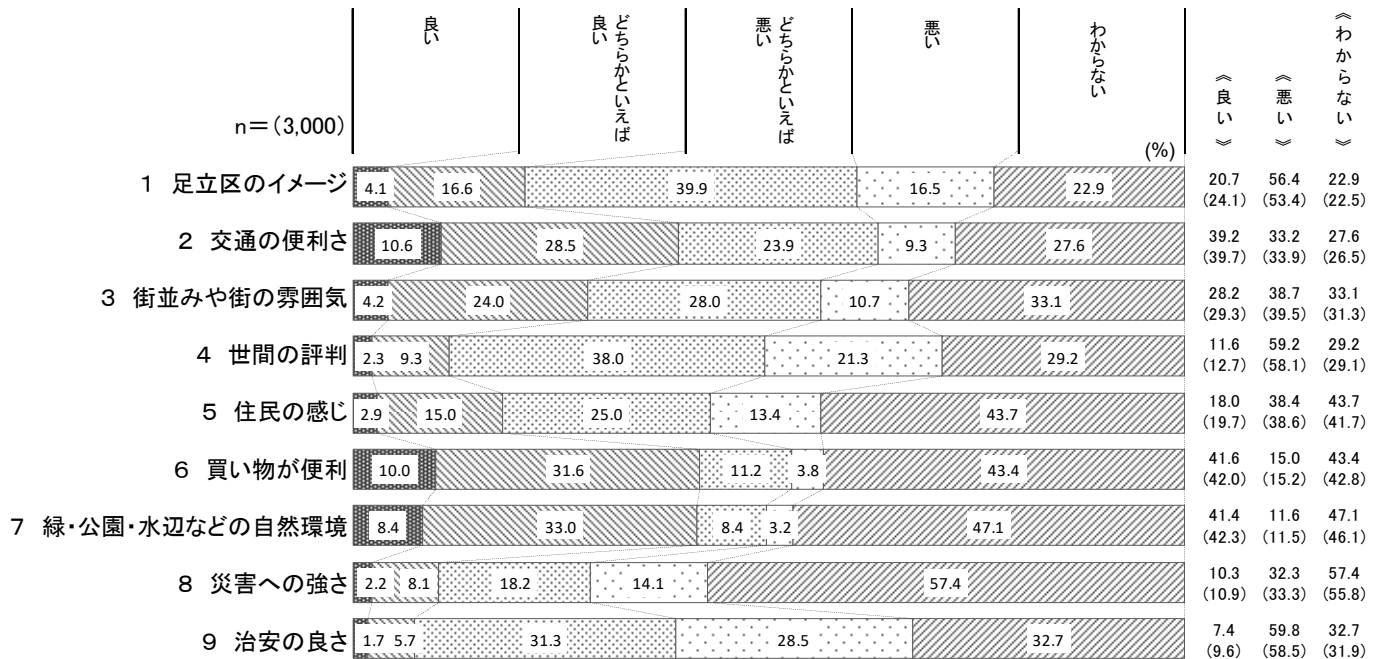 良い
どちらかといえば
良い
どちらかといえば
悪い
悪い
わからない
《良い》
《悪い》
《わからない》
n＝(3,000)
(%)
1 足立区のイメージ 4.1 16.6 39.9 16.5 22.9 20.7 56.4 22.9
(24.1) (53.4) (22.5)
2 交通の便利さ 10.6 28.5 23.9 9.3 27.6 39.2 33.2 27.6
(39.7) (33.9) (26.5)
3 街並みや街の雰囲気 4.2 24.0 28.0 10.7 33.1 28.2 38.7 33.1
(29.3) (39.5) (31.3)
4 世間の評判 2.3 9.3 38.0 21.3 29.2 11.6 59.2 29.2
(12.7) (58.1) (29.1)
5 住民の感じ 2.9 15.0 25.0 13.4 43.7 18.0 38.4 43.7
(19.7) (38.6) (41.7)
6 買い物が便利 10.0 31.6 11.2 3.8 43.4 41.6 15.0 43.4
(42.0) (15.2) (42.8)
7 緑・公園・水辺などの自然環境 8.4 33.0 8.4 3.2 47.1 41.4 11.6 47.1
(42.3) (11.5) (46.1)
8 災害への強さ 2.2 8.1 18.2 14.1 57.4 10.3 32.3 57.4
(10.9) (33.3) (55.8)
9 治安の良さ 1.7 5.7 31.3 28.5 32.7 7.4 59.8 32.7
(9.6) (58.5) (31.9)